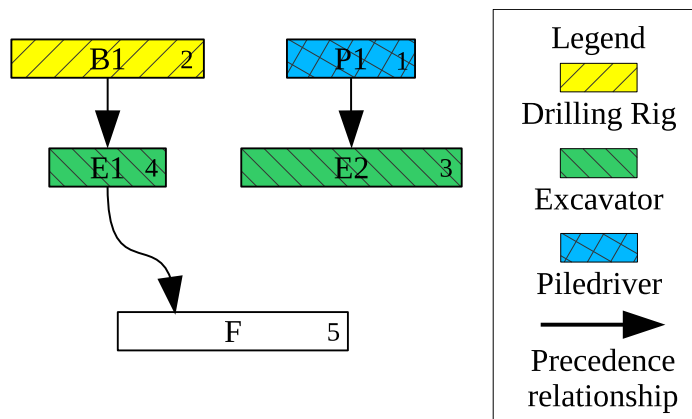 B1 2
P1 1
E1 4
E2 3
F 5
Legend
Drilling Rig
Excavator
Piledriver
Precedence
relationship